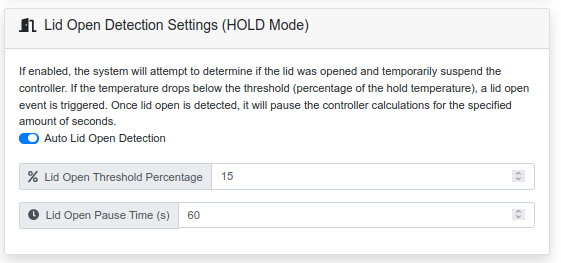 Lid Open Detection Settings (HOLD Mode)
If enabled, the system will attempt to determine if the lid was opened and temporarily suspend the
controller. If the temperature drops below the threshold (percentage of the hold temperature), a lid open
event is triggered. Once lid open is detected, it will pause the controller calculations for the specified
amount of seconds.
Auto Lid Open Detection
% Lid Open Threshold Percentage 15
Lid Open Pause Time (s) 60